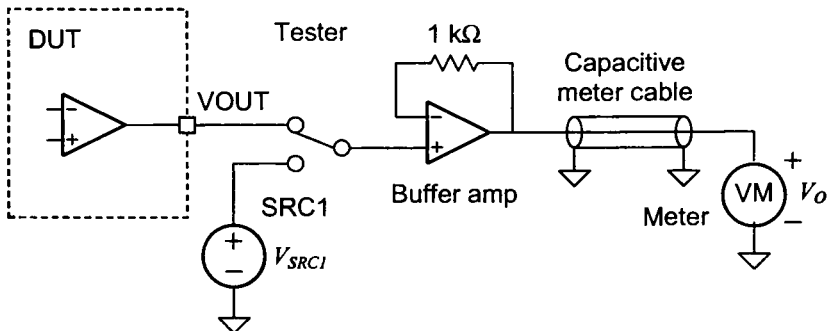 DUT
Tester
1 kΩ
Capacitive
meter cable
VOUT
−
+
−
+
+
SRC1
Buffer amp
Meter
VM
V_O
+
−
V_SRC1
−